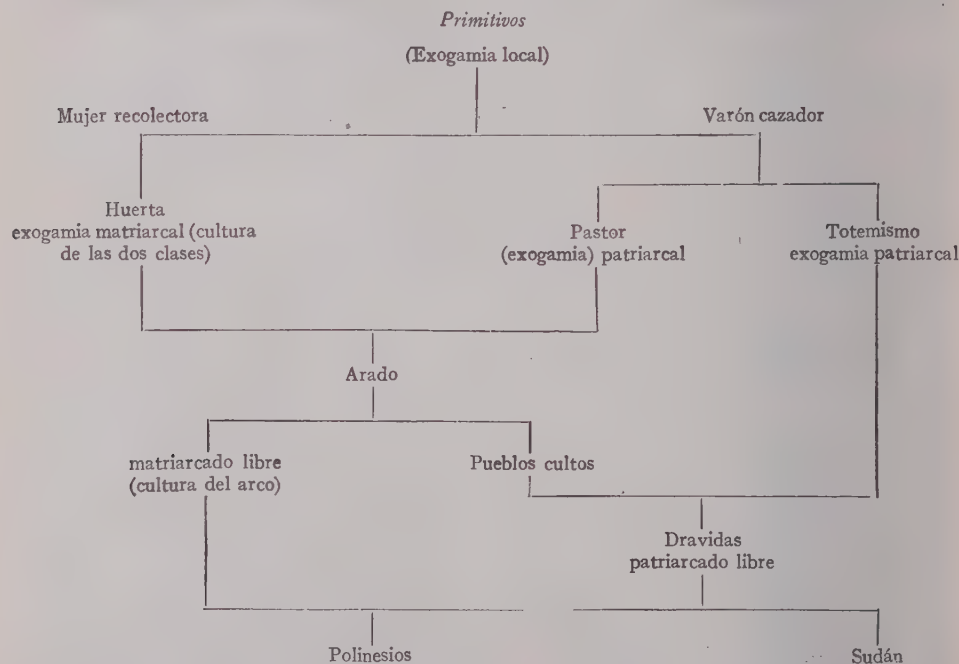 Primitivos
(Exogamia local)
Mujer recolectora
Varón cazador
Huerta
exogamia matriarcal (cultura
de las dos clases)
Pastor
(exogamia) patriarcal
Totemismo
exogamia patriarcal
Arado
matriarcado libre
(cultura del arco)
Pueblos cultos
Dravidas
patriarcado libre
Polinesios
Sudán